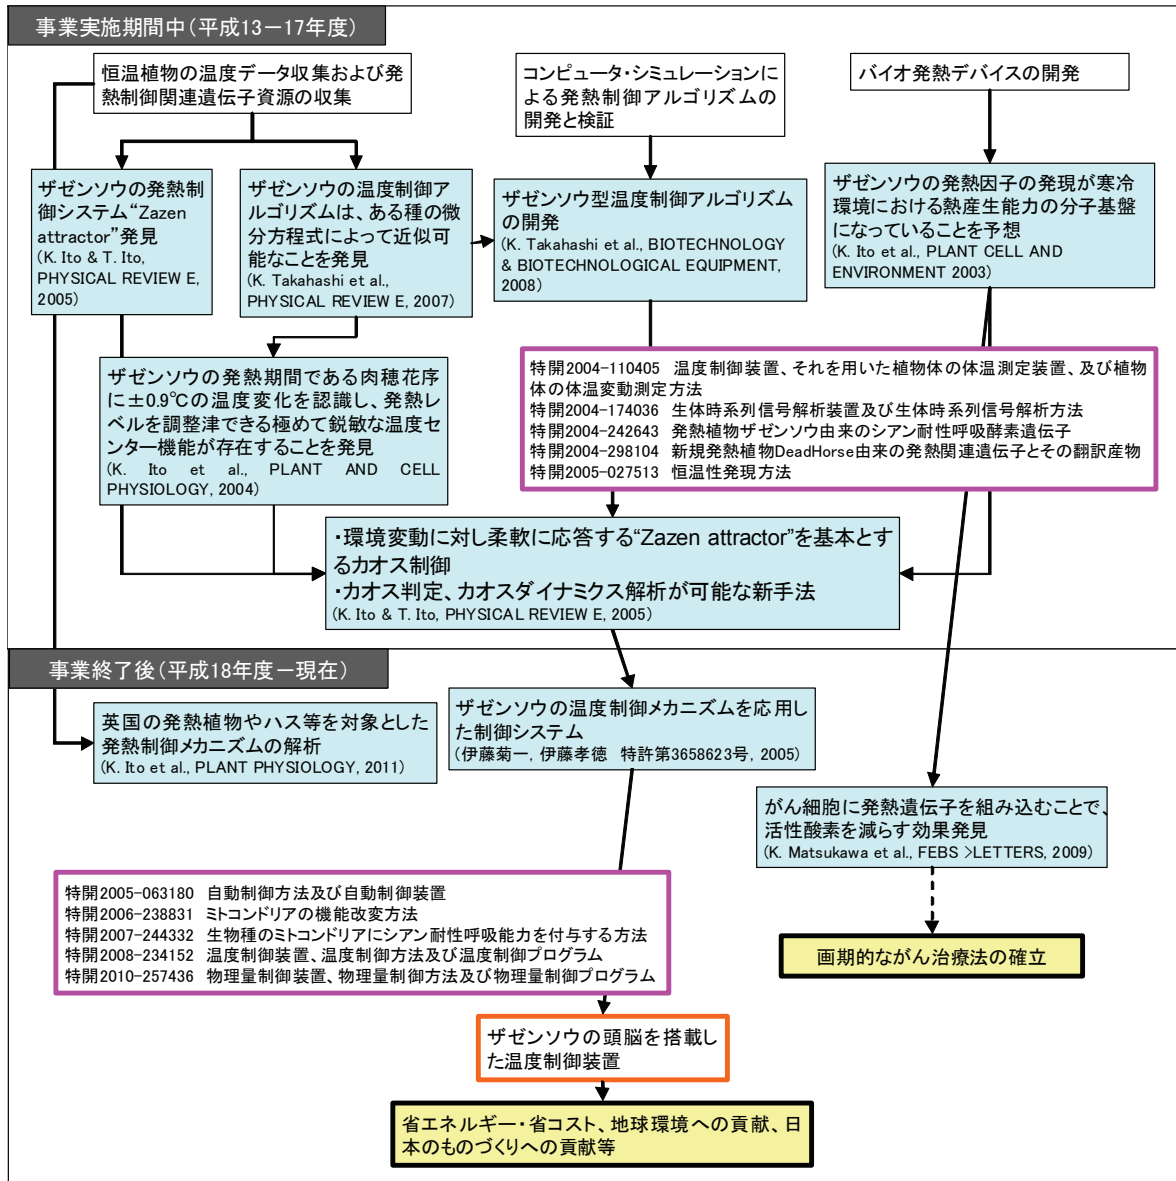 事業実施期間中(平成13－17年度)
恒温植物の温度データ収集および発
熱制御関連遺伝子資源の収集
コンピュータ・シミュレーションによ
よる発熱制御アルゴリズムの
開発と検証
バイオ発熱デバイスの開発
ザゼンソウの発熱制
御システム“Zazen
attractor”発見
(K. Ito & T. Ito,
PHYSICAL REVIEW E,
2005)
ザゼンソウの温度制御ア
ルゴリズムは、ある種の微
分方程式によって近似可
能なことを発見
(K. Takahashi et al.,
PHYSICAL REVIEW E, 2007)
ザゼンソウ型温度制御アルゴリズム
の開発
(K. Takahashi et al., BIOTECHNOLOGY
& BIOTECHNOLOGICAL EQUIPMENT,
2008)
ザゼンソウの発熱因子の発現が寒冷
環境における熱産生能力の分子基盤
になっていることを予想
(K. Ito et al., PLANT CELL AND
ENVIRONMENT 2003)
ザゼンソウの発熱期間である肉穂花序
に±0.9℃の温度変化を認識し、発熱
レベルを調整津できる極めて鋭敏な温度セ
ンター機能が存在することを発見
(K. Ito et al., PLANT AND CELL
PHYSIOLOGY, 2004)
特開2004-110405 温度制御装置、それを用いた植物体の体温測定装置、及び植物
体の体温変動測定方法
特開2004-174036 生体時系列信号解析装置及び生体時系列信号解析方法
特開2004-242643 発熱植物ザゼンソウ由来のシアン耐性呼吸酵素遺伝子
特開2004-298104 新規発熱植物DeadHorse由来の発熱関連遺伝子とその翻訳産物
特開2005-027513 恒温性発現方法
・環境変動に対し柔軟に応答する“Zazen attractor”を基本とす
るカオス制御
・カオス判定、カオスダイナミクス解析が可能な新手法
(K. Ito & T. Ito, PHYSICAL REVIEW E, 2005)
事業終了後(平成18年度－現在)
英国の発熱植物やハス等を対象とした
発熱制御メカニズムの解析
(K. Ito et al., PLANT PHYSIOLOGY, 2011)
ザゼンソウの温度制御メカニズムを応用し
た制御システム
(伊藤菊一, 伊藤孝徳 特許第3658623号, 2005)
がん細胞に発熱遺伝子を組み込むことで、
活性酸素を減らす効果発見
(K. Matsukawa et al., FEBS >LETTERS, 2009)
特開2005-063180 自動制御方法及び自動制御装置
特開2006-238831 ミトコンドリアの機能改変方法
特開2007-244332 生物種のミトコンドリアにシアン耐性呼吸能力を付与する方法
特開2008-234152 温度制御装置、温度制御方法及び温度制御プログラム
特開2010-257436 物理量制御装置、物理量制御方法及び物理量制御プログラム
画期的ながん治療法の確立
ザゼンソウの頭脳を搭載し
た温度制御装置
省エネルギー・省コスト、地球環境への貢献、日
本のものづくりへの貢献等